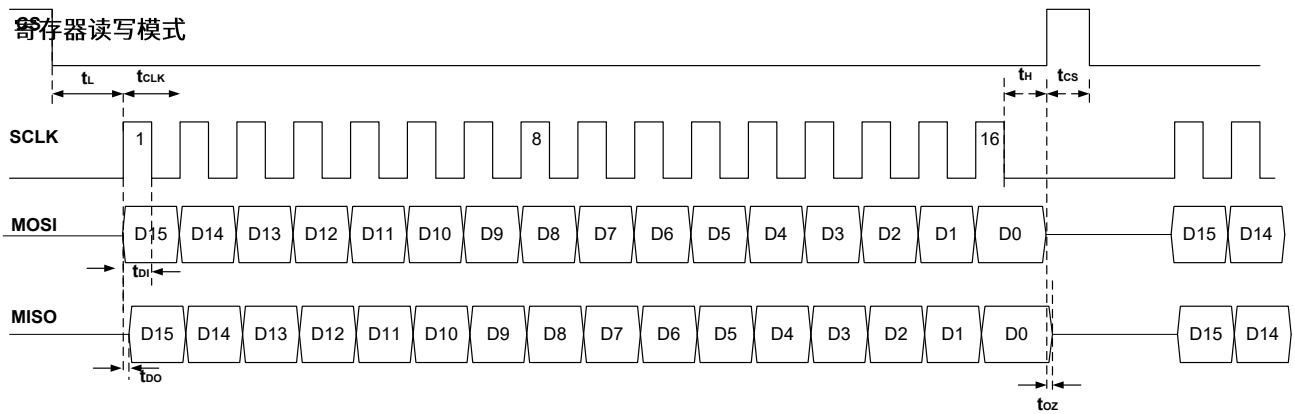 CS
寄存器读写模式
tL tCLK tH tCS
SCLK 1 8 16
MOSI D15 D14 D13 D12 D11 D10 D9 D8 D7 D6 D5 D4 D3 D2 D1 D0 D15 D14
tDI
MISO D15 D14 D13 D12 D11 D10 D9 D8 D7 D6 D5 D4 D3 D2 D1 D0 D15 D14
tDO
tOZ